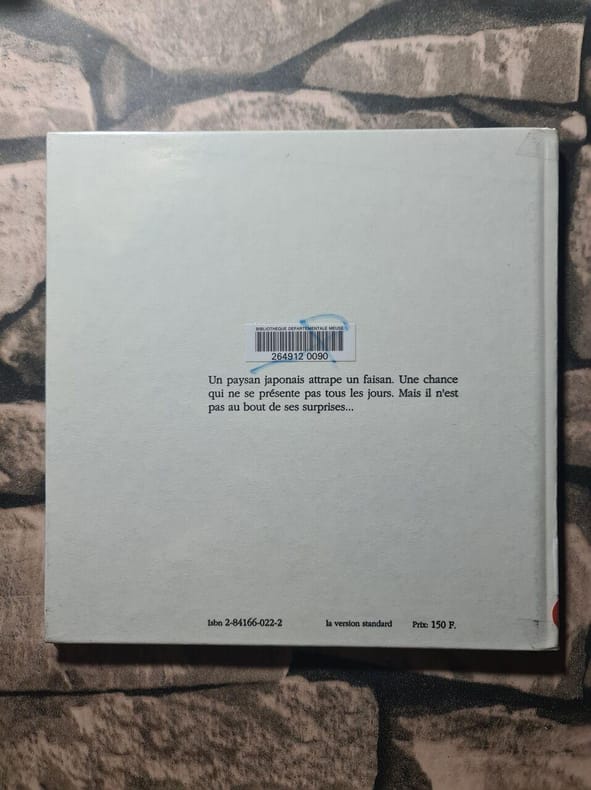 BIBLIOTHEQUE DEPARTEMENTALE MEUSE
264912 0090
Un paysan japonais attrape un faisan. Une chance
qui ne se présente pas tous les jours. Mais il n'est
pas au bout de ses surprises...
Isbn 2-84166-022-2 la version standard Prix: 150 F.